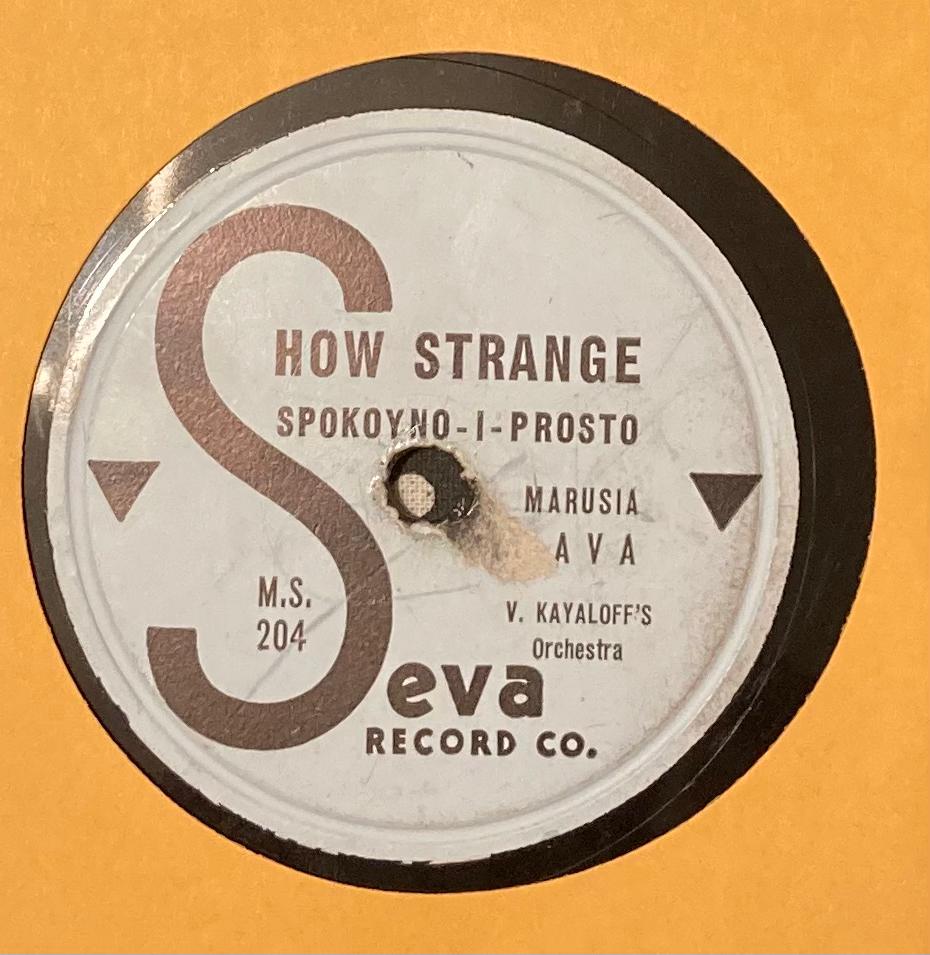 HOW STRANGE
SPOKOYNO-I-PROSTO
MARUSIA
AVA
V. KAYALOFF'S
Orchestra
M.S.
204
Seva
RECORD CO.